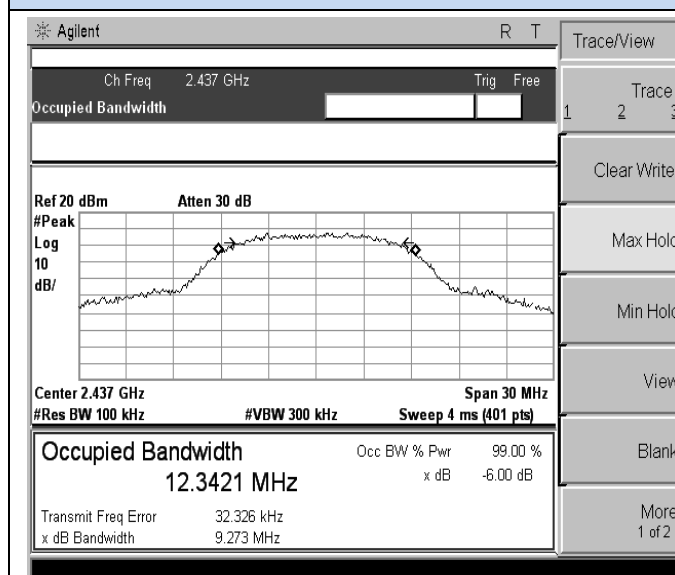 Agilent R T
Trace/View
Ch Freq 2.437 GHz Trig Free
Occupied Bandwidth
Trace
1 2 3
Clear Write
Max Hold
Min Hold
View
Blank
More
1 of 2
Ref 20 dBm Atten 30 dB
#Peak
Log
10
dB/
Center 2.437 GHz Span 30 MHz
#Res BW 100 kHz #VBW 300 kHz Sweep 4 ms (401 pts)
Occupied Bandwidth
12.3421 MHz
Occ BW % Pwr 99.00 %
x dB -6.00 dB
Transmit Freq Error 32.326 kHz
x dB Bandwidth 9.273 MHz